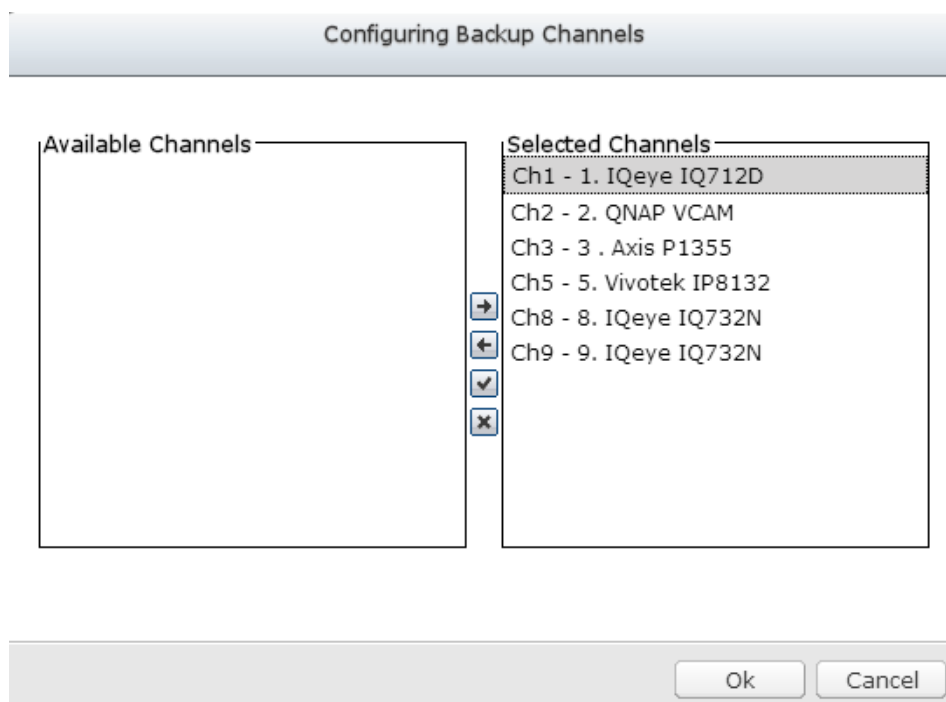 Configuring Backup Channels
Available Channels
Selected Channels
Ch1 - 1. IQeye IQ712D
Ch2 - 2. QNAP VCAM
Ch3 - 3 . Axis P1355
Ch5 - 5. Vivotek IP8132
Ch8 - 8. IQeye IQ732N
Ch9 - 9. IQeye IQ732N
Ok
Cancel